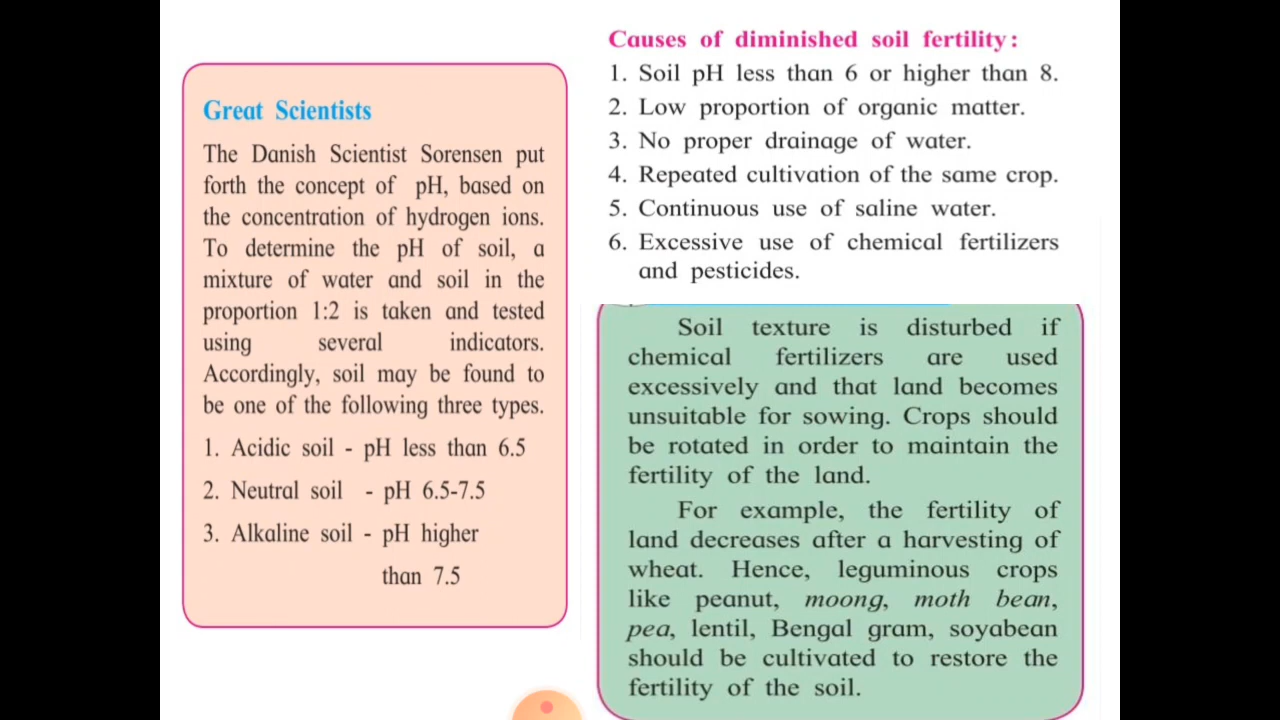 Great Scientists
The Danish Scientist Sorensen put
forth the concept of pH, based on
the concentration of hydrogen ions.
To determine the pH of soil, a
mixture of water and soil in the
proportion 1:2 is taken and tested
using several indicators.
Accordingly, soil may be found to
be one of the following three types.
1. Acidic soil - pH less than 6.5
2. Neutral soil - pH 6.5-7.5
3. Alkaline soil - pH higher
than 7.5
Causes of diminished soil fertility:
1. Soil pH less than 6 or higher than 8.
2. Low proportion of organic matter.
3. No proper drainage of water.
4. Repeated cultivation of the same crop.
5. Continuous use of saline water.
6. Excessive use of chemical fertilizers
and pesticides.
Soil texture is disturbed if
chemical fertilizers are used
excessively and that land becomes
unsuitable for sowing. Crops should
be rotated in order to maintain the
fertility of the land.
For example, the fertility of
land decreases after a harvesting of
wheat. Hence, leguminous crops
like peanut, moong, moth bean,
pea, lentil, Bengal gram, soyabean
should be cultivated to restore the
fertility of the soil.